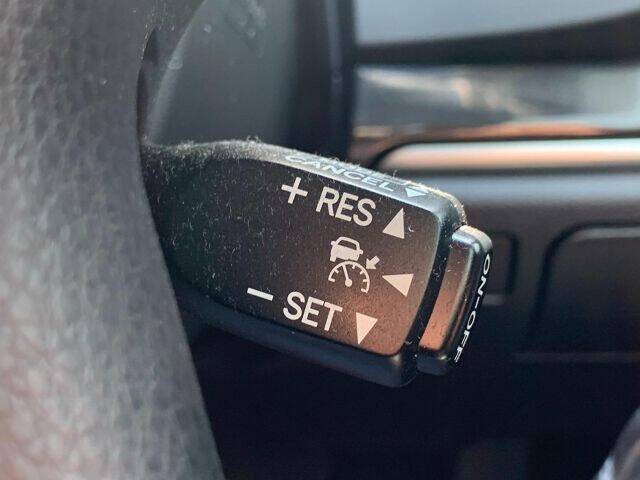 CANCEL ▽
+ RES ▲
◀
− SET ▼
ON-OFF